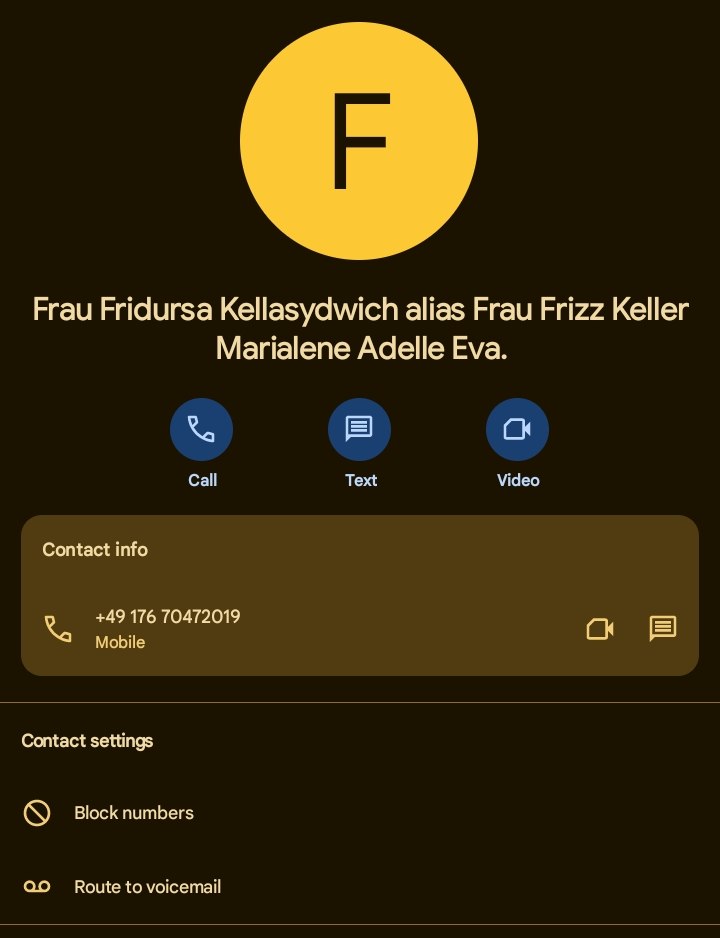 F
Frau Fridursa Kellasydwich alias Frau Frizz Keller
Marialene Adelle Eva.
Call
Text
Video
Contact info
+49 176 70472019
Mobile
Contact settings
Block numbers
Route to voicemail